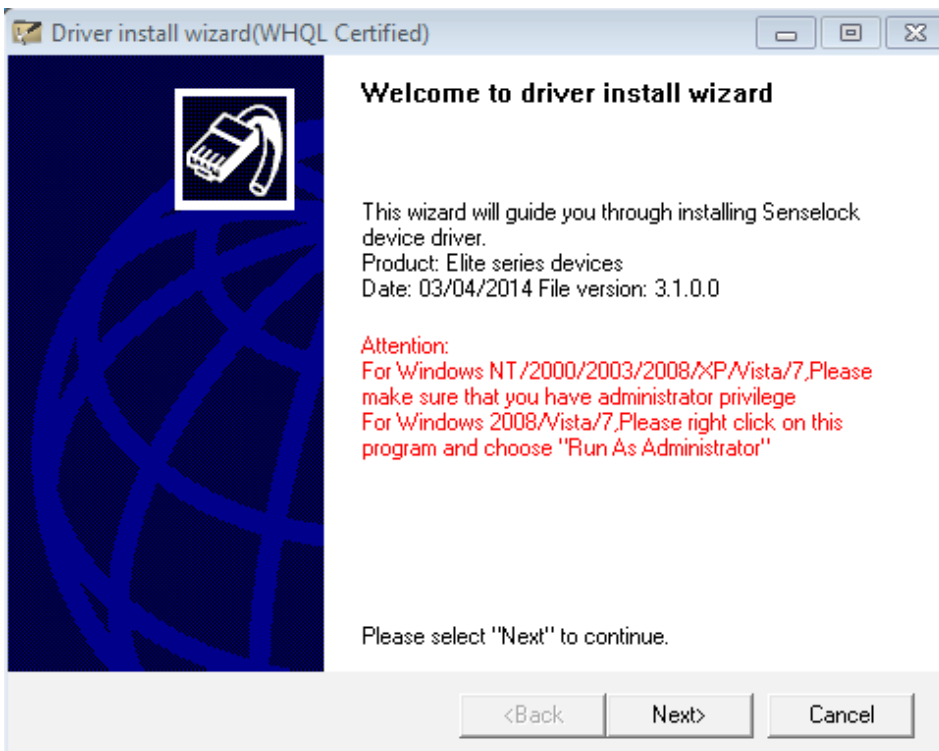 Driver install wizard(WHQL Certified)
Welcome to driver install wizard
This wizard will guide you through installing Senselock
device driver.
Product: Elite series devices
Date: 03/04/2014 File version: 3.1.0.0
Attention:
For Windows NT/2000/2003/2008/XP/Vista/7,Please
make sure that you have administrator privilege
For Windows 2008/Vista/7,Please right click on this
program and choose "Run As Administrator"
Please select "Next" to continue.
<Back
Next>
Cancel